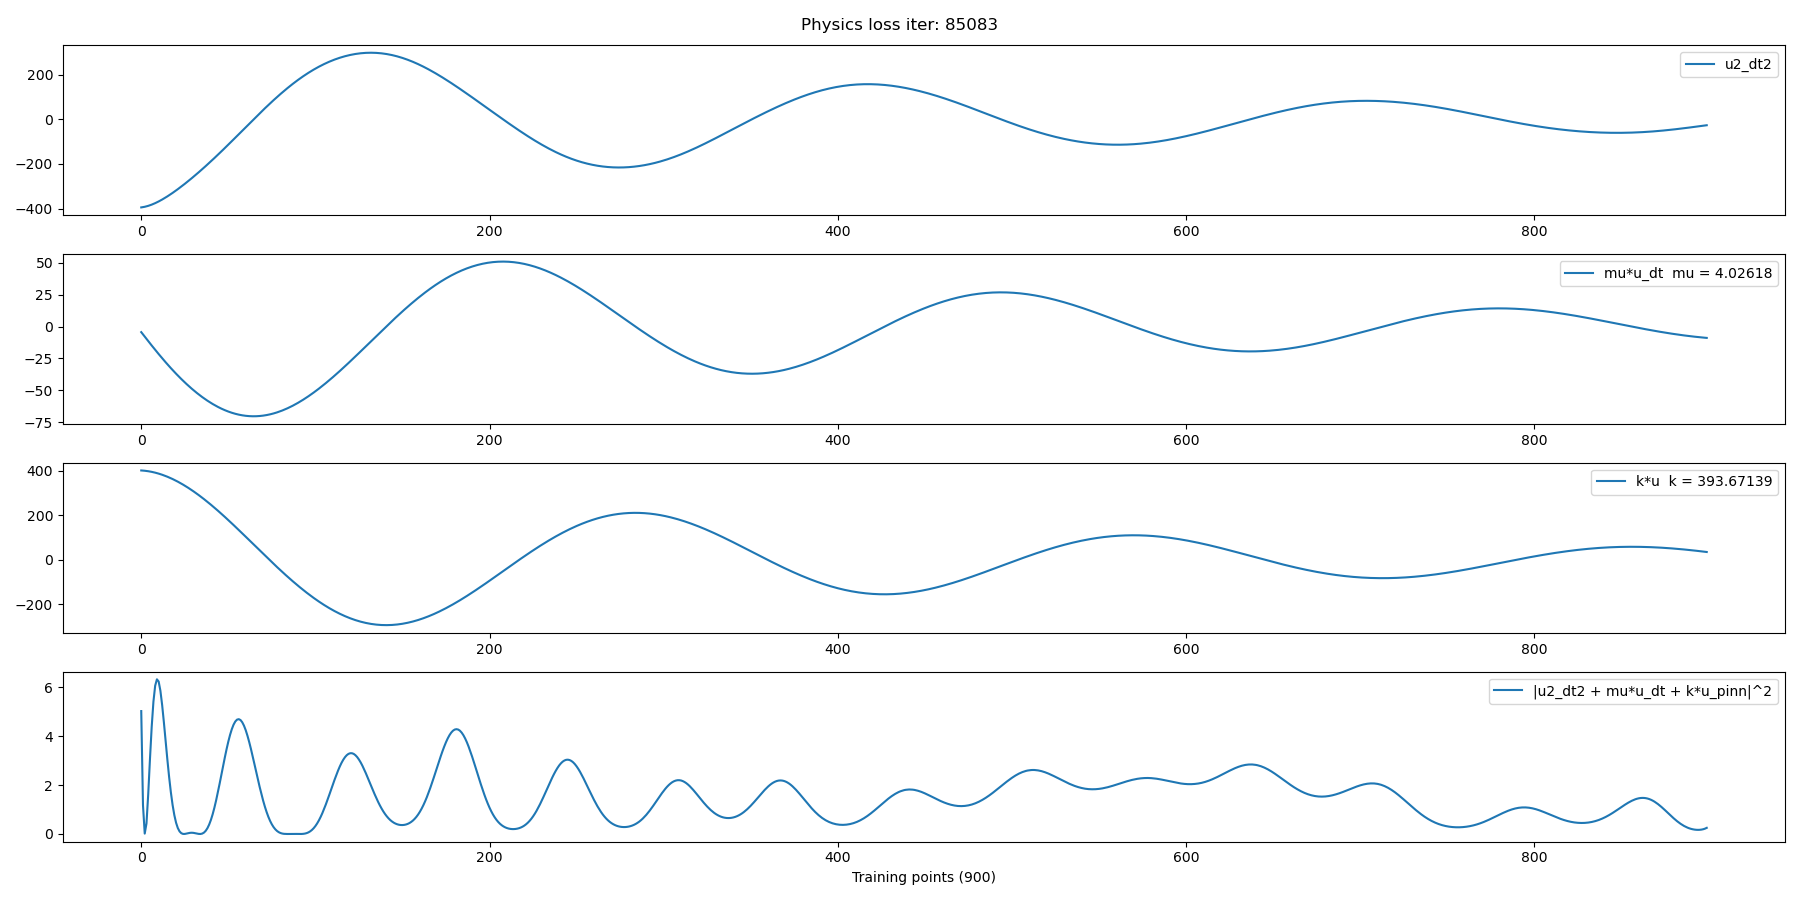 Physics loss iter: 85083
200
0
−200
−400
u2_dt2
0 200 400 600 800
50
25
0
−25
−50
−75
mu*u_dt mu = 4.02618
0 200 400 600 800
400
200
0
−200
k*u k = 393.67139
0 200 400 600 800
6
4
2
0
|u2_dt2 + mu*u_dt + k*u_pinn|^2
0 200 400 600 800
Training points (900)